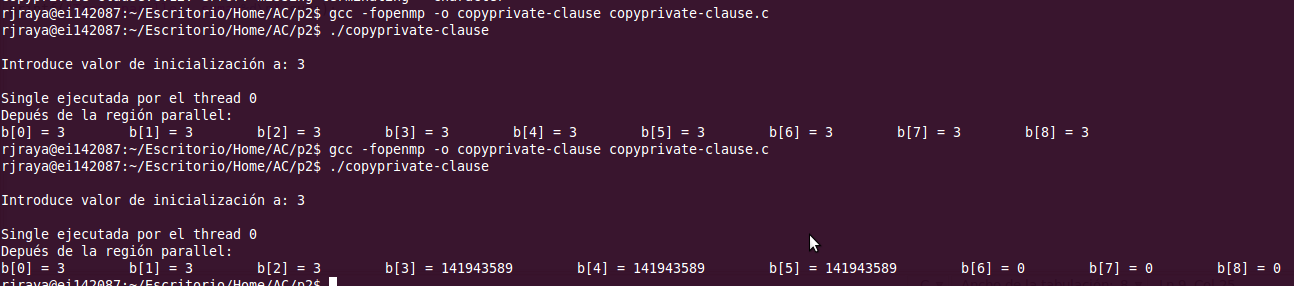 rjraya@ei142087:~/Escritorio/Home/AC/p2$ gcc -fopenmp -o copyprivate-clause copyprivate-clause.c
rjraya@ei142087:~/Escritorio/Home/AC/p2$ ./copyprivate-clause
Introduce valor de inicialización a: 3
Single ejecutada por el thread 0
Depués de la región parallel:
b[0] = 3 b[1] = 3 b[2] = 3 b[3] = 3 b[4] = 3 b[5] = 3 b[6] = 3 b[7] = 3 b[8] = 3
rjraya@ei142087:~/Escritorio/Home/AC/p2$ gcc -fopenmp -o copyprivate-clause copyprivate-clause.c
rjraya@ei142087:~/Escritorio/Home/AC/p2$ ./copyprivate-clause
Introduce valor de inicialización a: 3
Single ejecutada por el thread 0
Depués de la región parallel:
b[0] = 3 b[1] = 3 b[2] = 3 b[3] = 141943589 b[4] = 141943589 b[5] = 141943589 b[6] = 0 b[7] = 0 b[8] = 0
rjraya@ei142087:~/Escritorio/Home/AC/p2$